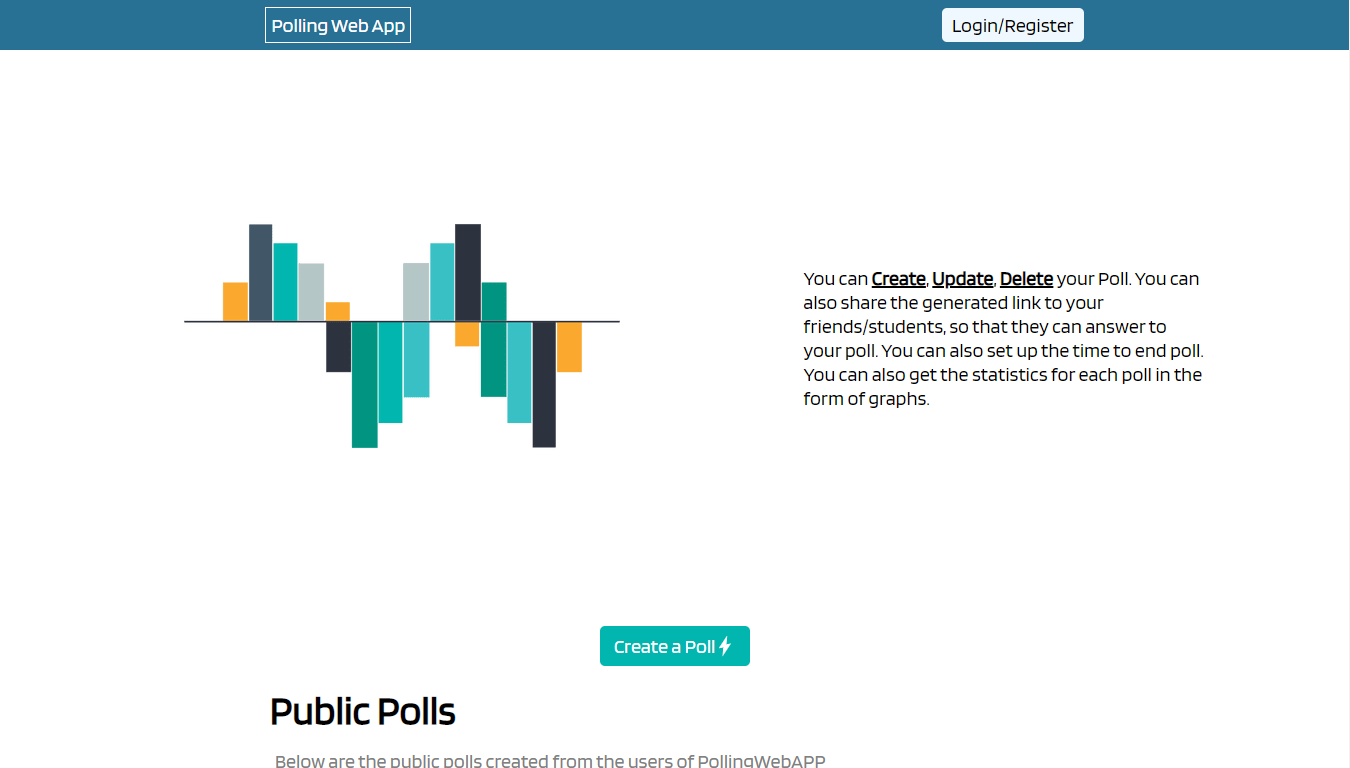 Polling Web App
Login/Register
You can Create, Update, Delete your Poll. You can
also share the generated link to your
friends/students, so that they can answer to
your poll. You can also set up the time to end poll.
You can also get the statistics for each poll in the
form of graphs.
Create a Poll
Public Polls
Below are the public polls created from the users of PollingWebAPP